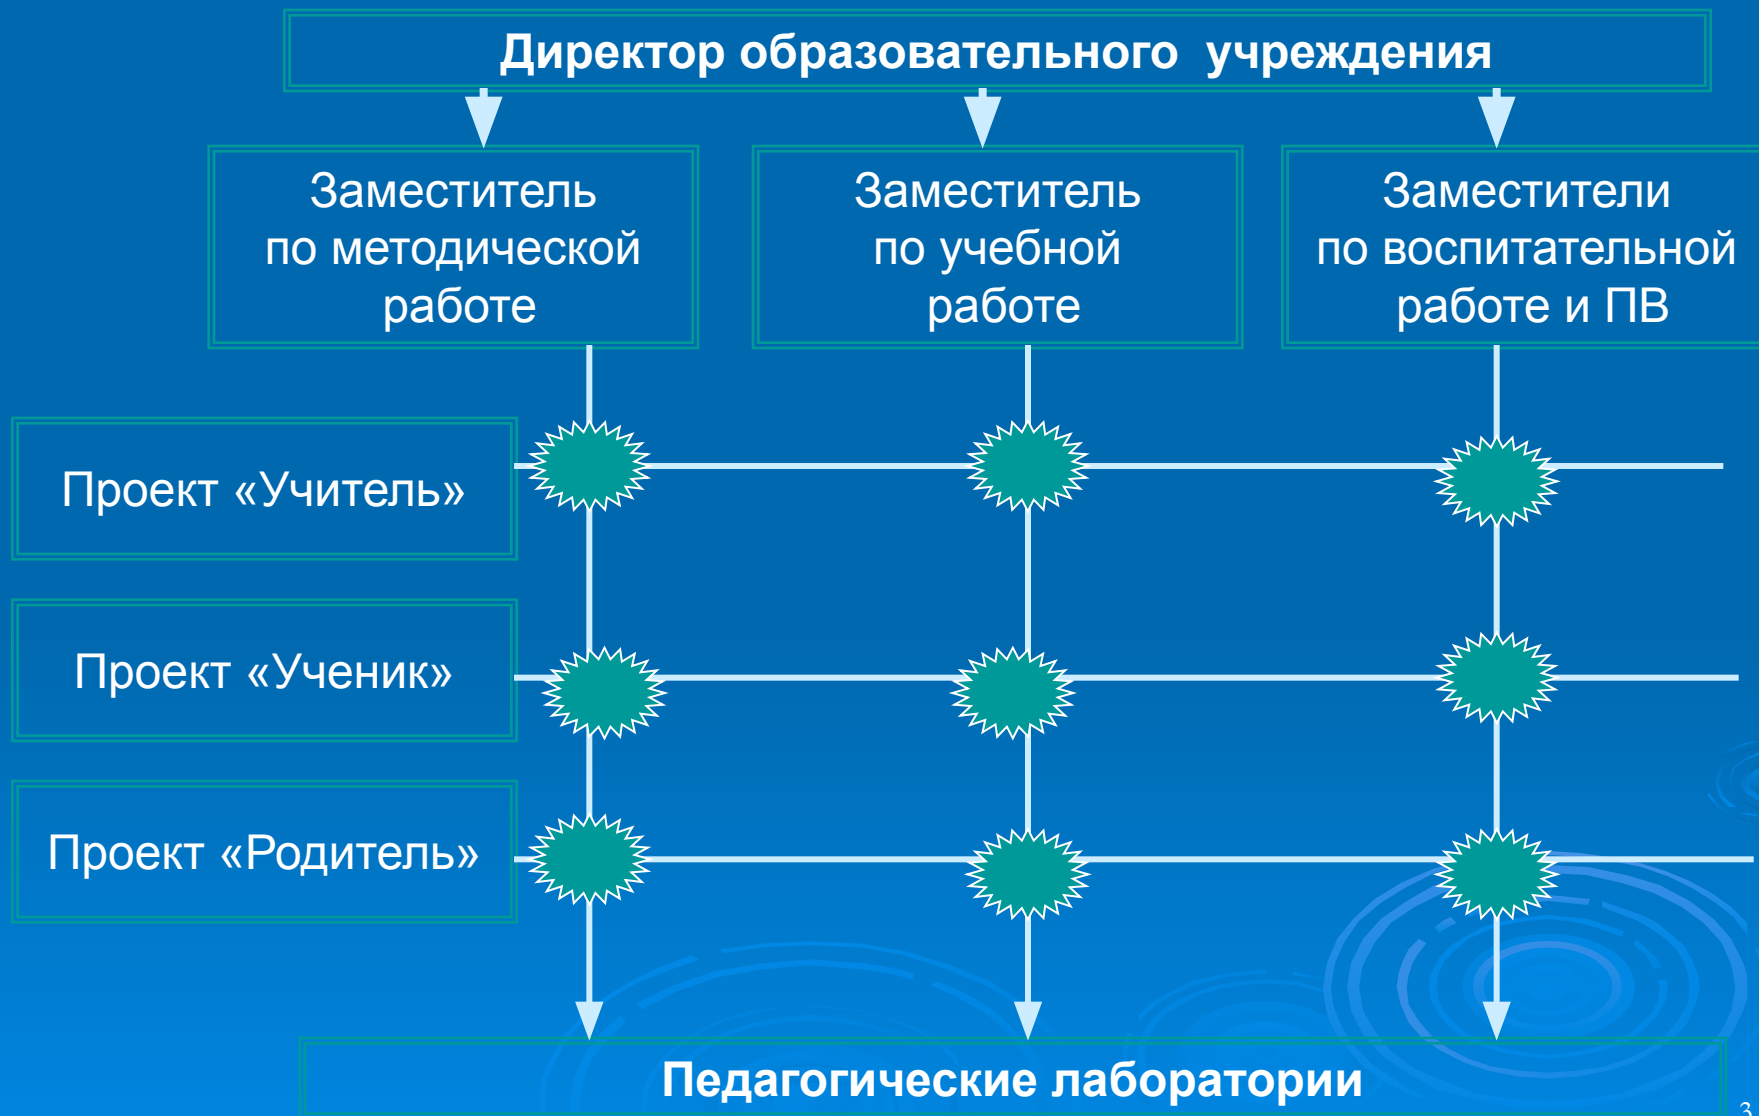 Директор образовательного учреждения
Заместитель
по методической
работе
Заместитель
по учебной
работе
Заместители
по воспитательной
работе и ПВ
Проект «Учитель»
Проект «Ученик»
Проект «Родитель»
Педагогические лаборатории
3